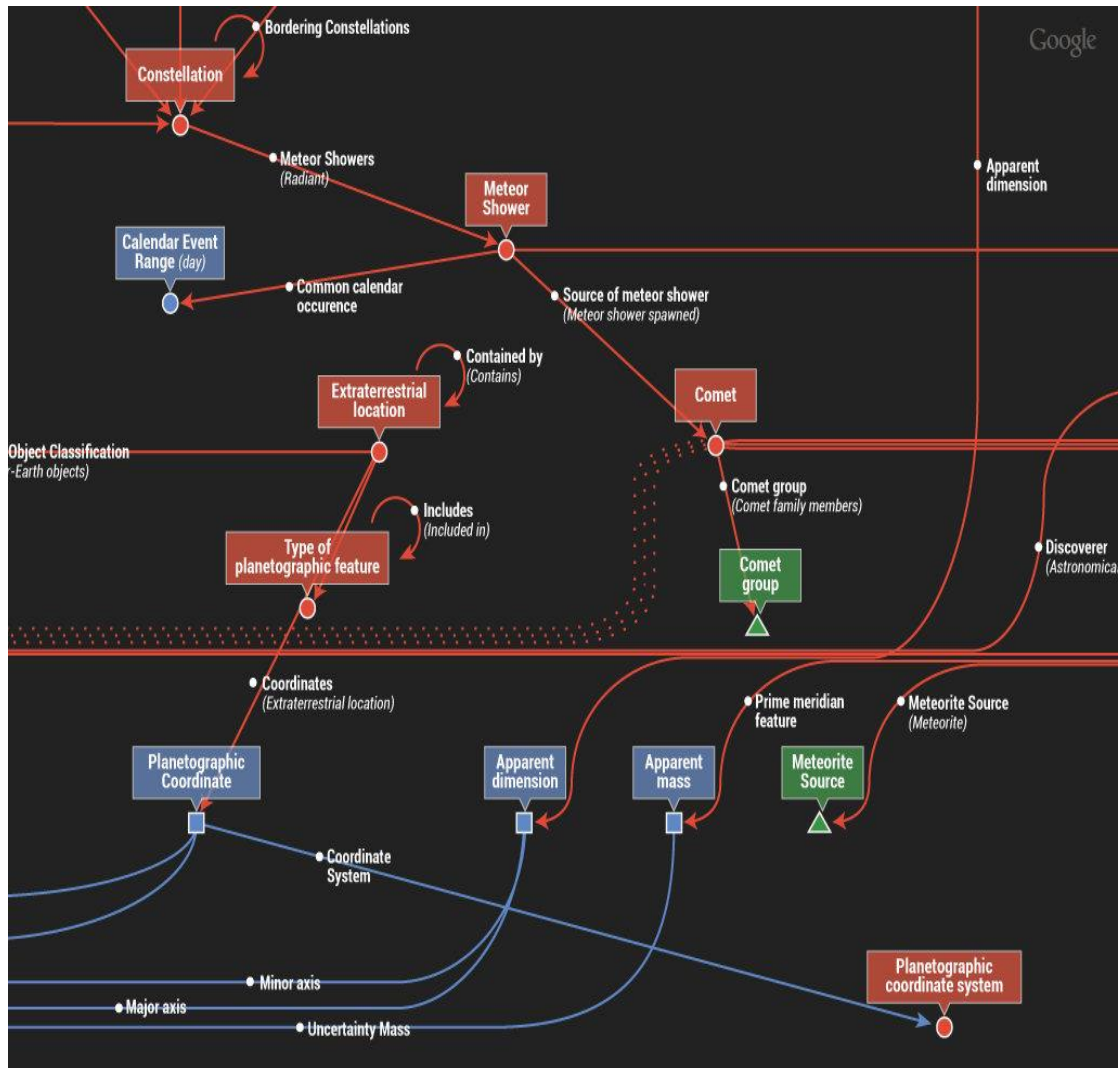 Bordering Constellations
Google
Constellation
Meteor Showers
(Radiant)
Apparent
dimension
Meteor
Shower
Calendar Event
Range (day)
Common calendar
occurence
Source of meteor shower
(Meteor shower spawned)
Contained by
(Contains)
Extraterrestrial
location
Comet
Object Classification
r-Earth objects)
Comet group
(Comet family members)
Includes
(Included in)
Type of
planetographic feature
Discoverer
(Astronomical
Comet
group
Coordinates
(Extraterrestrial location)
Prime meridian
feature
Meteorite Source
(Meteorite)
Planetographic
Coordinate
Apparent
dimension
Apparent
mass
Meteorite
Source
Coordinate
System
Minor axis
Major axis
Uncertainty Mass
Planetographic
coordinate system